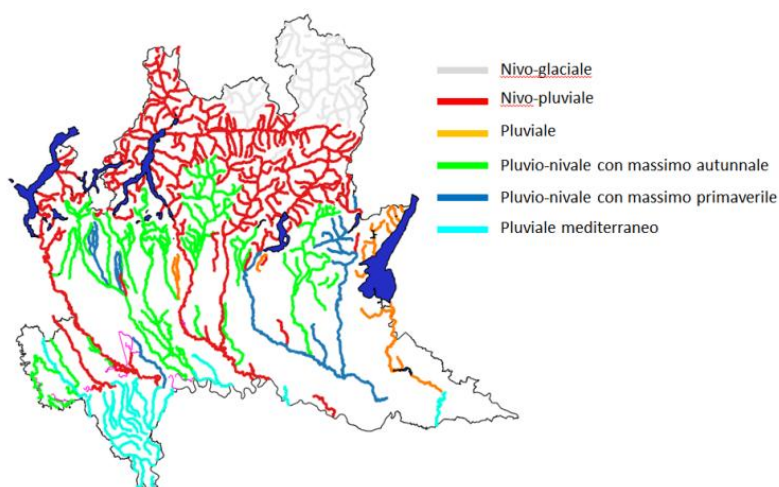 Nivo-glaciale
Nivo-pluviale
Pluviale
Pluvio-nivale con massimo autunnale
Pluvio-nivale con massimo primaverile
Pluviale mediterraneo